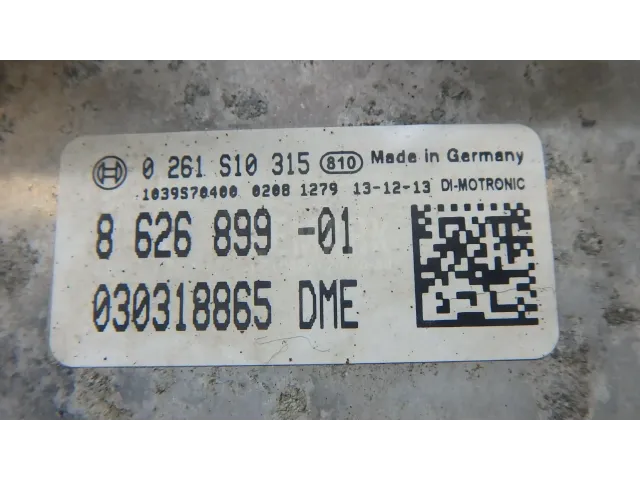 0 261 S10 315 810 Made in Germany
1039S70400 0208 1279 13-12-13 DI-MOTRONIC
8 626 899 -01
030318865 DME